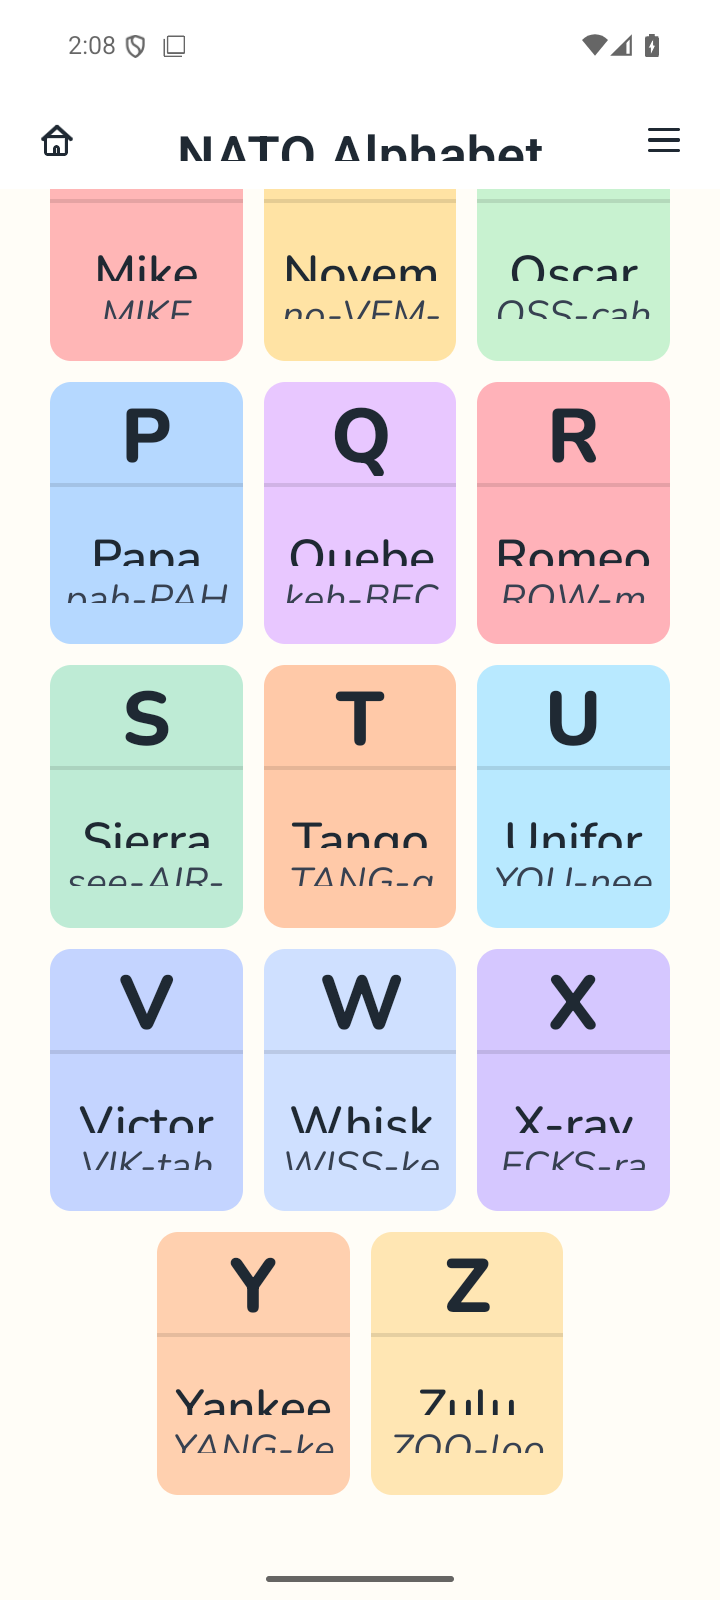 2:08
NATO Alphabet
Mike
MIKE
Novem
no-VEM-
Oscar
OSS-cah
P
Papa
pah-PAH
Q
Quebe
keh-BEC
R
Romeo
ROW-m
S
Sierra
see-AIR-
T
Tango
TANG-g
U
Unifor
YOU-nee
V
Victor
VIK-tah
W
Whisk
WISS-ke
X
X-ray
ECKS-ra
Y
Yankee
YANG-ke
Z
Zulu
ZOO-loo